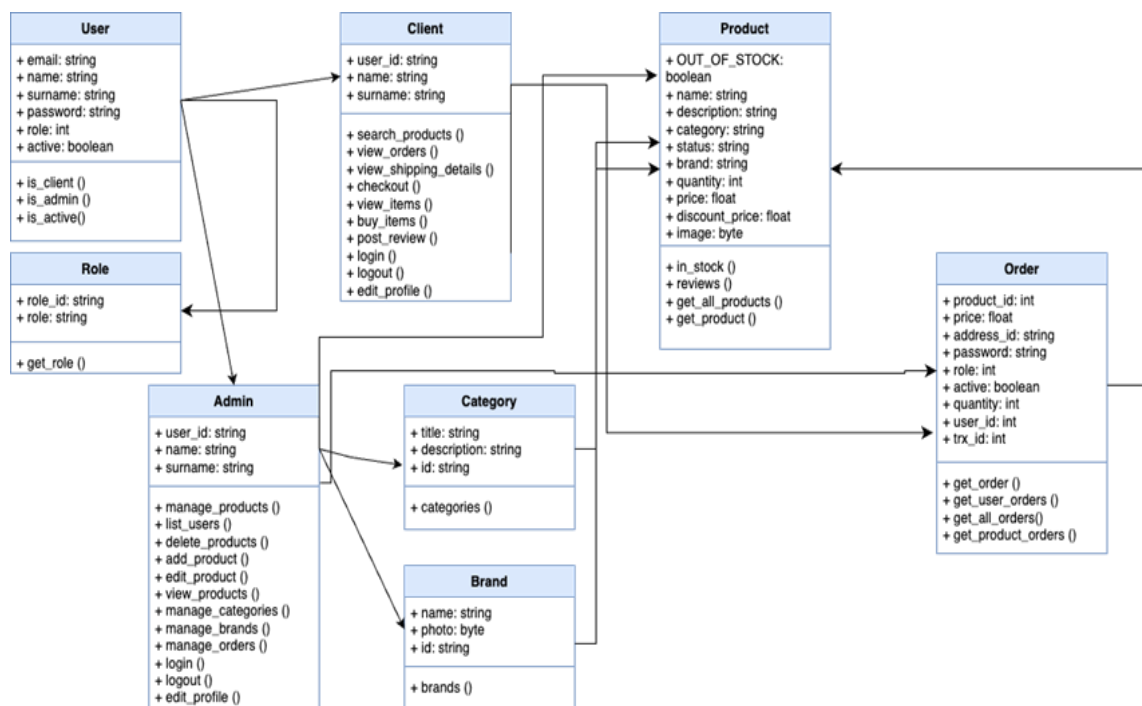 User
+ email: string
+ name: string
+ surname: string
+ password: string
+ role: int
+ active: boolean
+ is_client ()
+ is_admin ()
+ is_active()
Role
+ role_id: string
+ role: string
+ get_role ()
Client
+ user_id: string
+ name: string
+ surname: string
+ search_products ()
+ view_orders ()
+ view_shipping_details ()
+ checkout ()
+ view_items ()
+ buy_items ()
+ post_review ()
+ login ()
+ logout ()
+ edit_profile ()
Product
+ OUT_OF_STOCK:
boolean
+ name: string
+ description: string
+ category: string
+ status: string
+ brand: string
+ quantity: int
+ price: float
+ discount_price: float
+ image: byte
+ in_stock ()
+ reviews ()
+ get_all_products ()
+ get_product ()
Order
+ product_id: int
+ price: float
+ address_id: string
+ password: string
+ role: int
+ active: boolean
+ quantity: int
+ user_id: int
+ trx_id: int
+ get_order ()
+ get_user_orders ()
+ get_all_orders()
+ get_product_orders ()
Admin
+ user_id: string
+ name: string
+ surname: string
+ manage_products ()
+ list_users ()
+ delete_products ()
+ add_product ()
+ edit_product ()
+ view_products ()
+ manage_categories ()
+ manage_brands ()
+ manage_orders ()
+ login ()
+ logout ()
+ edit_profile ()
Category
+ title: string
+ description: string
+ id: string
+ categories ()
Brand
+ name: string
+ photo: byte
+ id: string
+ brands ()